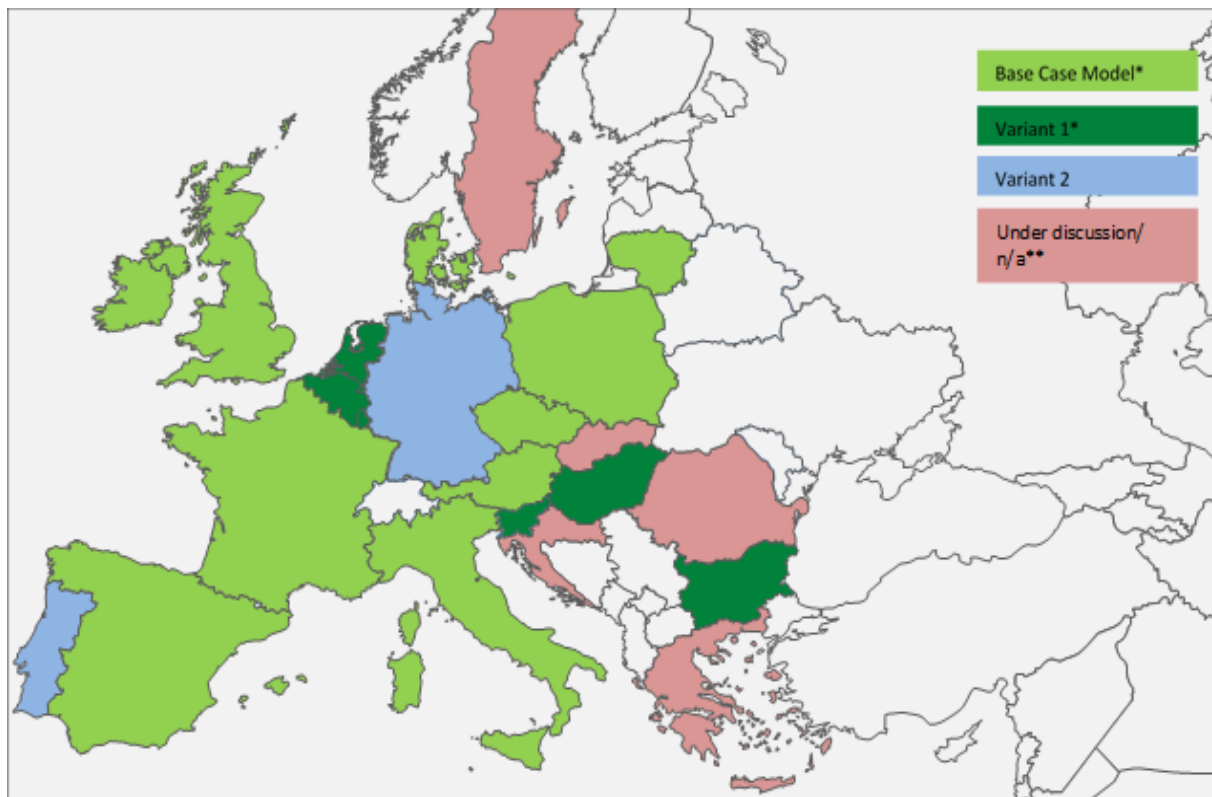 Base Case Model*
Variant 1*
Variant 2
Under discussion/
n/a**